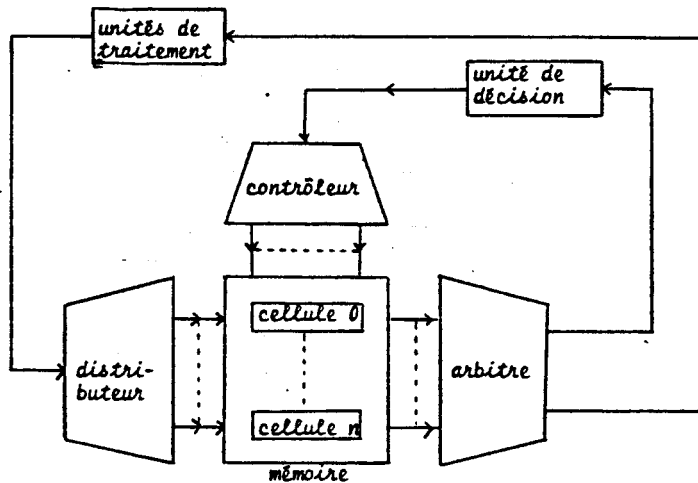 unités de
traitement
unité de
décision
contrôleur
cellule 0
distri-
buteur
arbitre
cellule n
mémoire